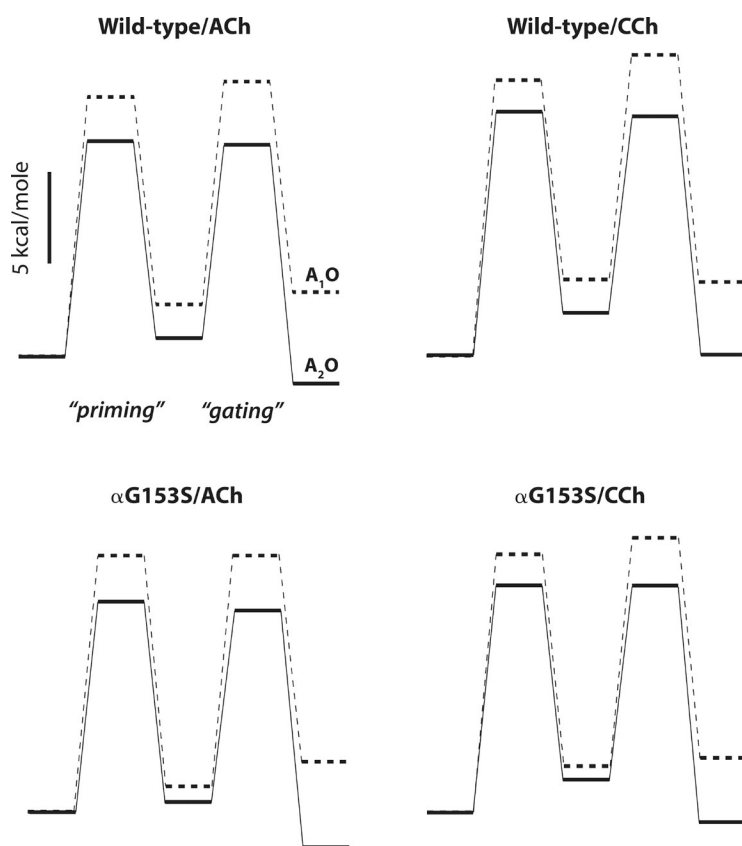 Wild-type/ACh
Wild-type/CCh
5 kcal/mole
A₁O
A₂O
“priming”
“gating”
αG153S/ACh
αG153S/CCh